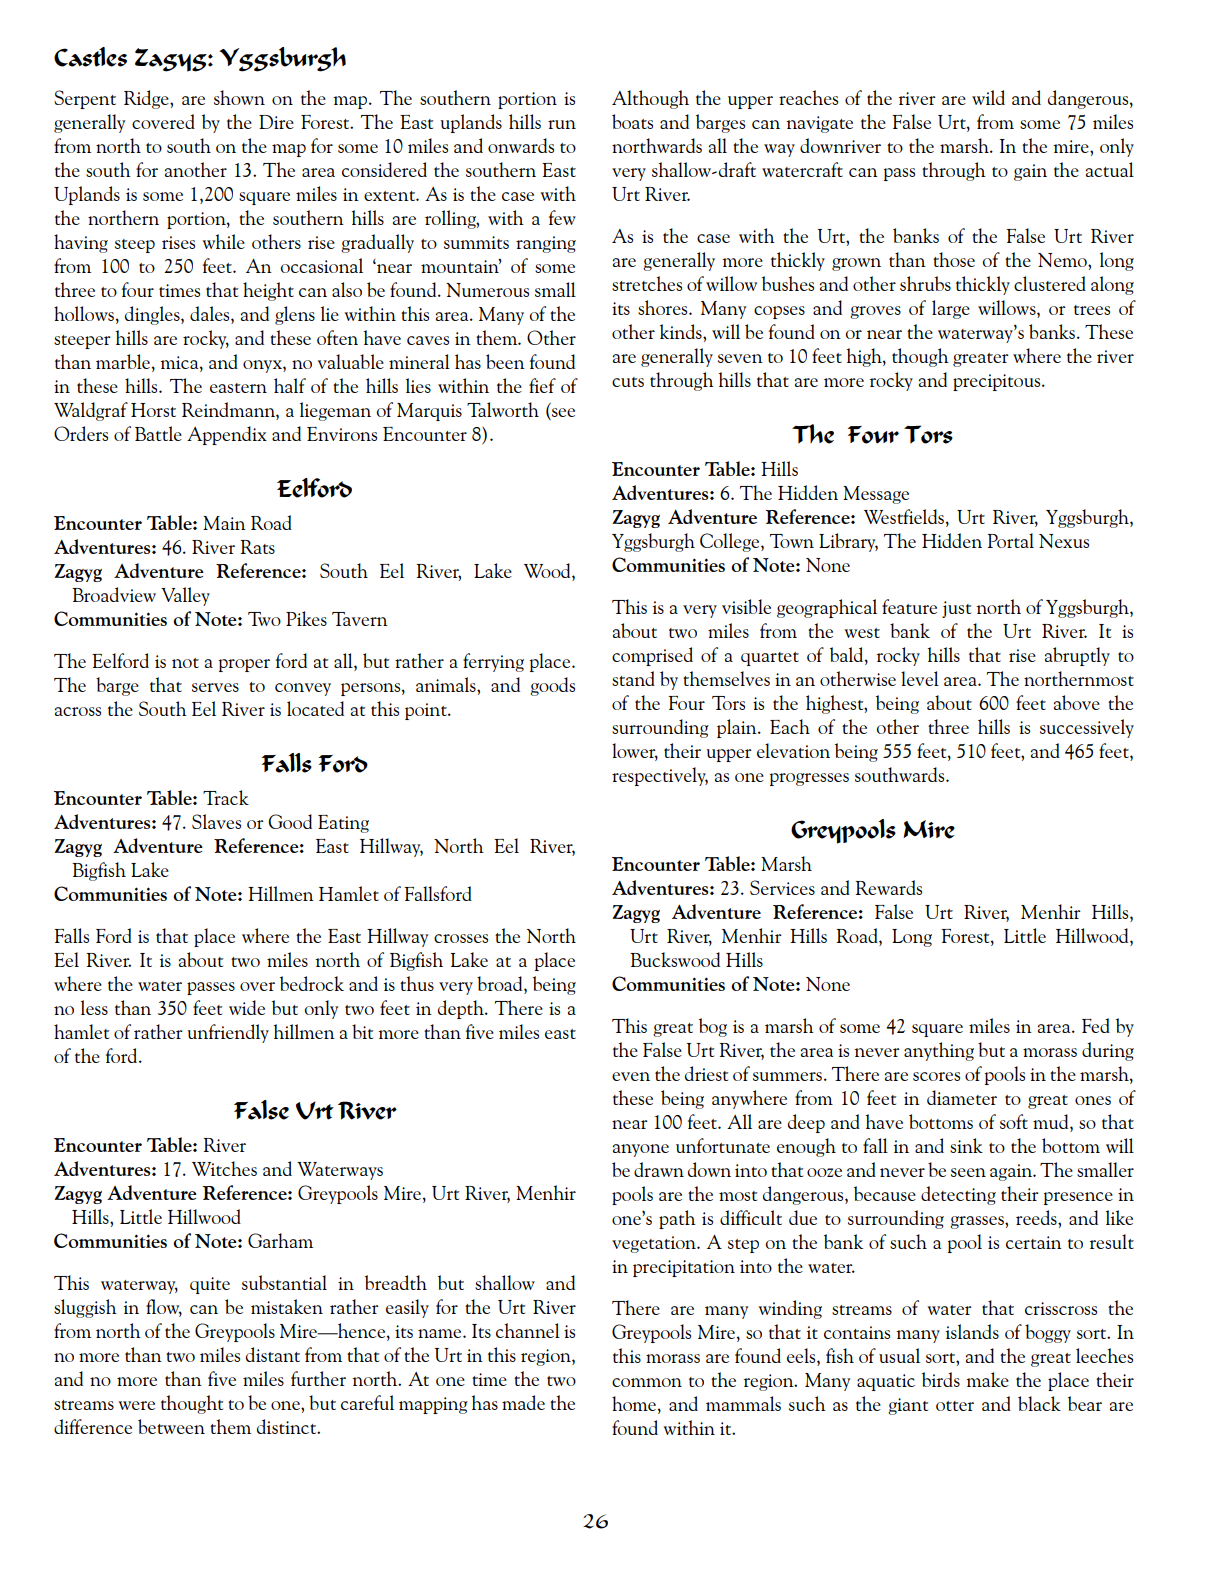 Castles Zagyg: Yggsburgh
Serpent Ridge, are shown on the map. The southern portion is
generally covered by the Dire Forest. The East uplands hills run
from north to south on the map for some 10 miles and onwards to
the south for another 13. The area considered the southern East
Uplands is some 1,200 square miles in extent. As is the case with
the northern portion, the southern hills are rolling, with a few
having steep rises while others rise gradually to summits ranging
from 100 to 250 feet. An occasional ‘near mountain’ of some
three to four times that height can also be found. Numerous small
hollows, dingles, dales, and glens lie within this area. Many of the
steeper hills are rocky, and these often have caves in them. Other
than marble, mica, and onyx, no valuable mineral has been found
in these hills. The eastern half of the hills lies within the fief of
Waldgraf Horst Reindmann, a liegeman of Marquis Talworth (see
Orders of Battle Appendix and Environs Encounter 8).
Eelford
Encounter Table: Main Road
Adventures: 46. River Rats
Zagyg Adventure Reference: South Eel River, Lake Wood,
Broadview Valley
Communities of Note: Two Pikes Tavern
The Eelford is not a proper ford at all, but rather a ferrying place.
The barge that serves to convey persons, animals, and goods
across the South Eel River is located at this point.
Falls Ford
Encounter Table: Track
Adventures: 47. Slaves or Good Eating
Zagyg Adventure Reference: East Hillway, North Eel River,
Bigfish Lake
Communities of Note: Hillmen Hamlet of Fallsford
Falls Ford is that place where the East Hillway crosses the North
Eel River. It is about two miles north of Bigfish Lake at a place
where the water passes over bedrock and is thus very broad, being
no less than 350 feet wide but only two feet in depth. There is a
hamlet of rather unfriendly hillmen a bit more than five miles east
of the ford.
False Urt River
Encounter Table: River
Adventures: 17. Witches and Waterways
Zagyg Adventure Reference: Greypools Mire, Urt River, Menhir
Hills, Little Hillwood
Communities of Note: Garham
This waterway, quite substantial in breadth but shallow and
sluggish in flow, can be mistaken rather easily for the Urt River
from north of the Greypools Mire—hence, its name. Its channel is
no more than two miles distant from that of the Urt in this region,
and no more than five miles further north. At one time the two
streams were thought to be one, but careful mapping has made the
difference between them distinct.
Although the upper reaches of the river are wild and dangerous,
boats and barges can navigate the False Urt, from some 75 miles
northwards all the way downriver to the marsh. In the mire, only
very shallow-draft watercraft can pass through to gain the actual
Urt River.
As is the case with the Urt, the banks of the False Urt River
are generally more thickly grown than those of the Nemo, long
stretches of willow bushes and other shrubs thickly clustered along
its shores. Many copses and groves of large willows, or trees of
other kinds, will be found on or near the waterway’s banks. These
are generally seven to 10 feet high, though greater where the river
cuts through hills that are more rocky and precipitous.
The Four Tors
Encounter Table: Hills
Adventures: 6. The Hidden Message
Zagyg Adventure Reference: Westfields, Urt River, Yggsburgh,
Yggsburgh College, Town Library, The Hidden Portal Nexus
Communities of Note: None
This is a very visible geographical feature just north of Yggsburgh,
about two miles from the west bank of the Urt River. It is
comprised of a quartet of bald, rocky hills that rise abruptly to
stand by themselves in an otherwise level area. The northernmost
of the Four Tors is the highest, being about 600 feet above the
surrounding plain. Each of the other three hills is successively
lower, their upper elevation being 555 feet, 510 feet, and 465 feet,
respectively, as one progresses southwards.
Greypools Mire
Encounter Table: Marsh
Adventures: 23. Services and Rewards
Zagyg Adventure Reference: False Urt River, Menhir Hills,
Urt River, Menhir Hills Road, Long Forest, Little Hillwood,
Buckswood Hills
Communities of Note: None
This great bog is a marsh of some 42 square miles in area. Fed by
the False Urt River, the area is never anything but a morass during
even the driest of summers. There are scores of pools in the marsh,
these being anywhere from 10 feet in diameter to great ones of
near 100 feet. All are deep and have bottoms of soft mud, so that
anyone unfortunate enough to fall in and sink to the bottom will
be drawn down into that ooze and never be seen again. The smaller
pools are the most dangerous, because detecting their presence in
one’s path is difficult due to surrounding grasses, reeds, and like
vegetation. A step on the bank of such a pool is certain to result
in precipitation into the water.
There are many winding streams of water that crisscross the
Greypools Mire, so that it contains many islands of boggy sort. In
this morass are found eels, fish of usual sort, and the great leeches
common to the region. Many aquatic birds make the place their
home, and mammals such as the giant otter and black bear are
found within it.
26